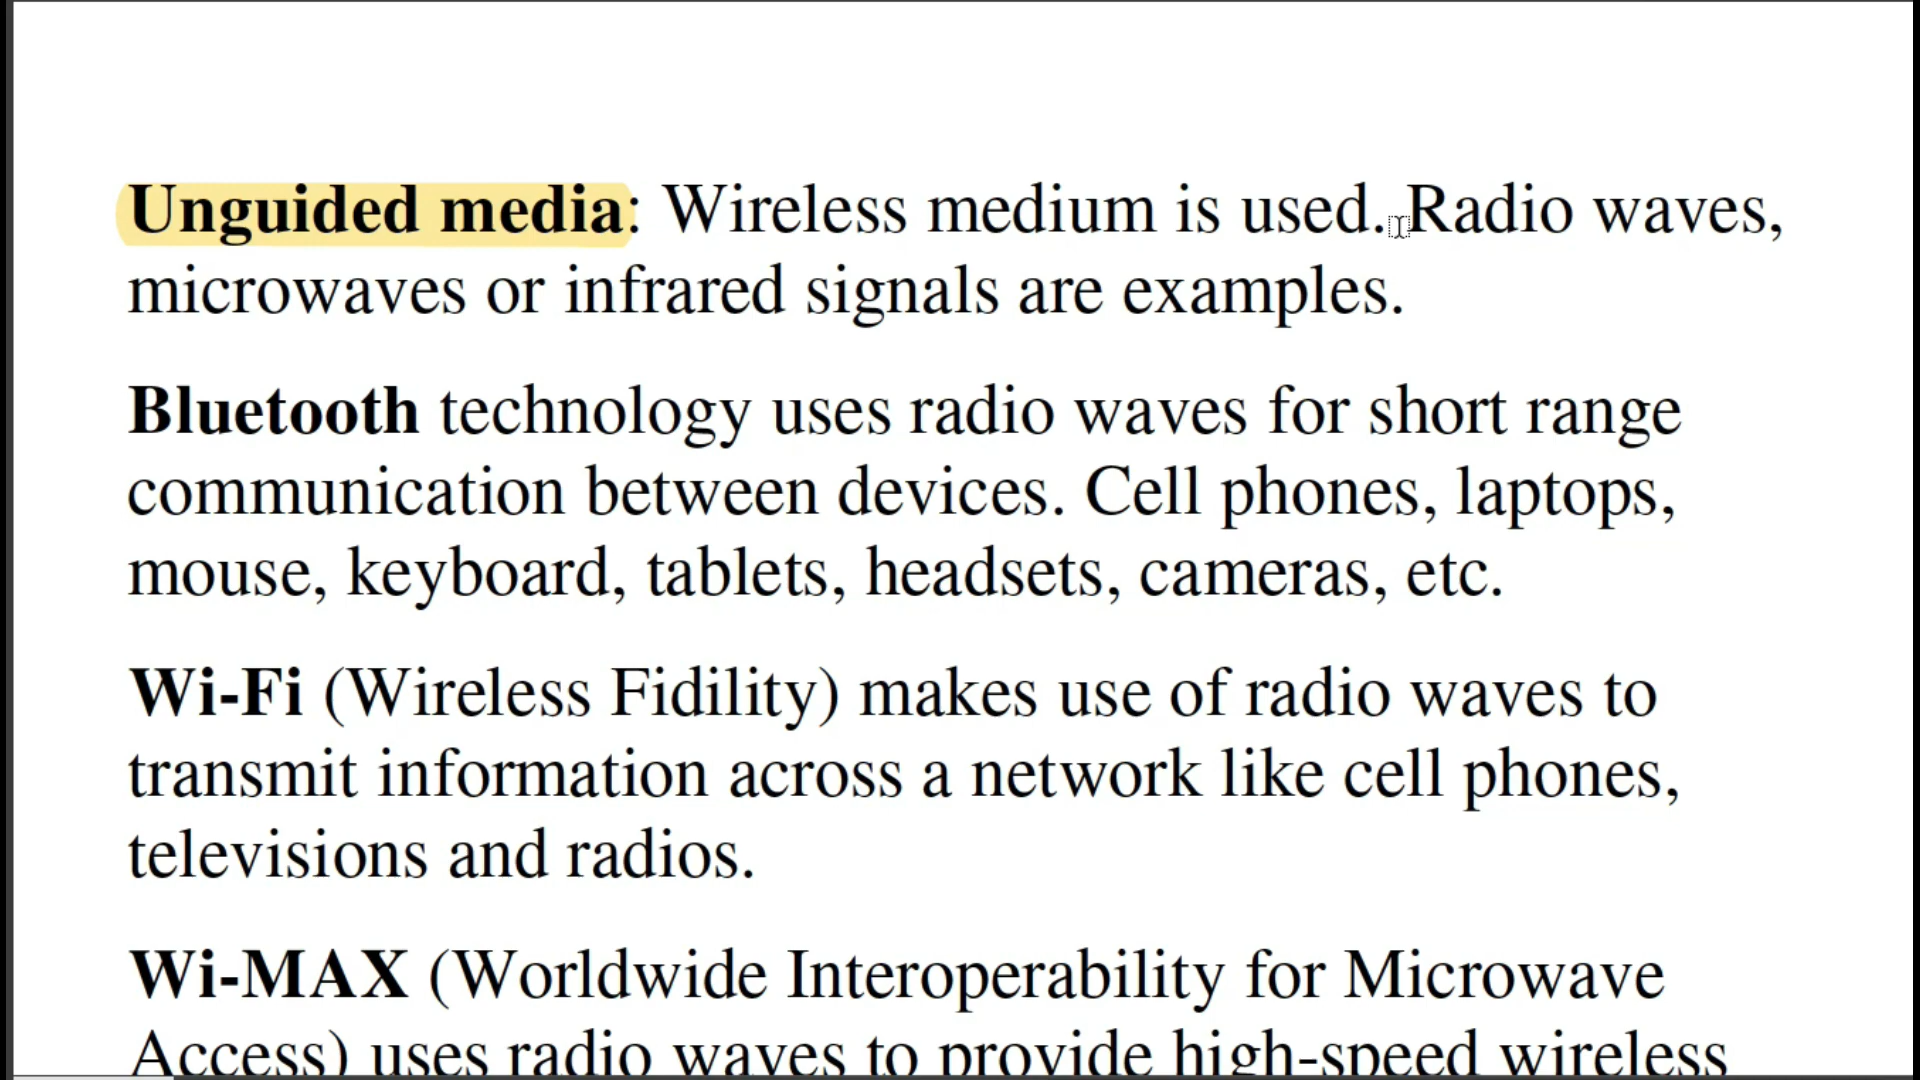 Unguided media: Wireless medium is used. Radio waves,
microwaves or infrared signals are examples.
Bluetooth technology uses radio waves for short range
communication between devices. Cell phones, laptops,
mouse, keyboard, tablets, headsets, cameras, etc.
Wi-Fi (Wireless Fidility) makes use of radio waves to
transmit information across a network like cell phones,
televisions and radios.
Wi-MAX (Worldwide Interoperability for Microwave
Access) uses radio waves to provide high-speed wireless